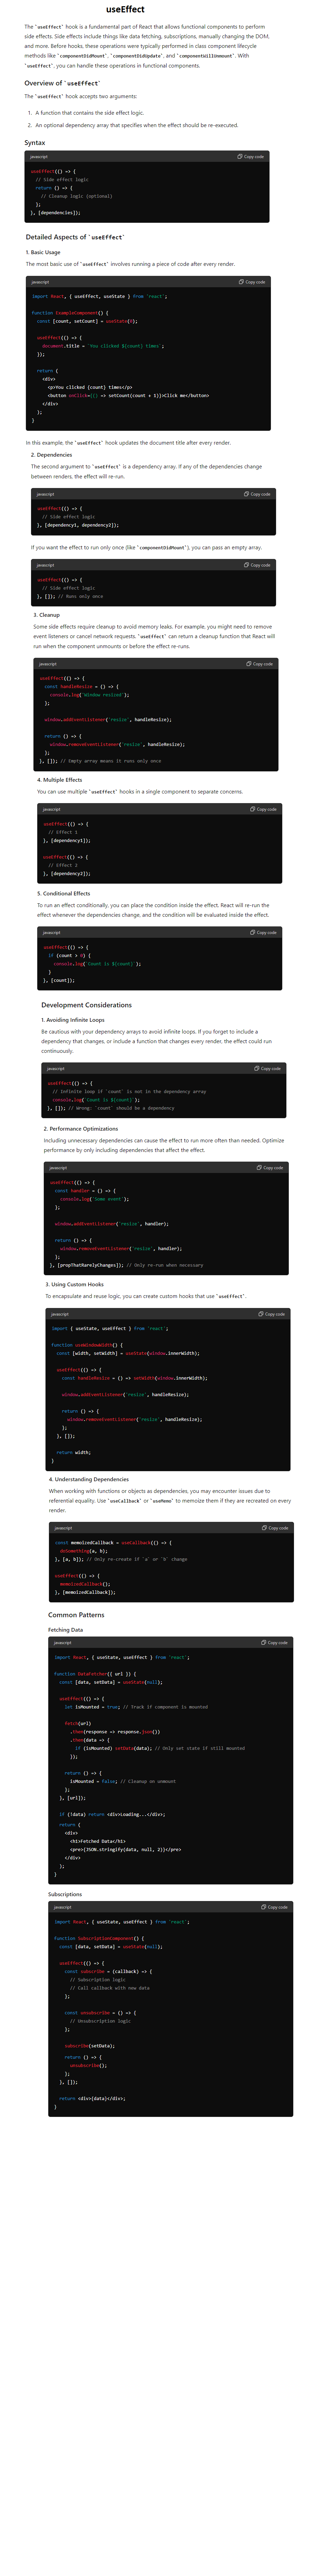 useEffect
The `useEffect` hook is a fundamental part of React that allows functional components to perform
side effects. Side effects include things like data fetching, subscriptions, manually changing the DOM,
and more. Before hooks, these operations were typically performed in class component lifecycle
methods like `componentDidMount`, `componentDidUpdate`, and `componentWillUnmount`. With
`useEffect`, you can handle these operations in functional components.
Overview of `useEffect`
The `useEffect` hook accepts two arguments:
1. A function that contains the side effect logic.
2. An optional dependency array that specifies when the effect should be re-executed.
Syntax
javascript Copy code
useEffect(() => {
// Side effect logic
return () => {
// Cleanup logic (optional)
};
}, [dependencies]);
Detailed Aspects of `useEffect`
1. Basic Usage
The most basic use of `useEffect` involves running a piece of code after every render.
javascript Copy code
import React, { useEffect, useState } from 'react';
function ExampleComponent() {
const [count, setCount] = useState(0);
useEffect(() => {
document.title = `You clicked ${count} times`;
});
return (
<div>
<p>You clicked {count} times</p>
<button onClick={() => setCount(count + 1)}>Click me</button>
</div>
);
}
In this example, the `useEffect` hook updates the document title after every render.
2. Dependencies
The second argument to `useEffect` is a dependency array. If any of the dependencies change
between renders, the effect will re-run.
javascript Copy code
useEffect(() => {
// Side effect logic
}, [dependency1, dependency2]);
If you want the effect to run only once (like `componentDidMount`), you can pass an empty array.
javascript Copy code
useEffect(() => {
// Side effect logic
}, []); // Runs only once
3. Cleanup
Some side effects require cleanup to avoid memory leaks. For example, you might need to remove
event listeners or cancel network requests. `useEffect` can return a cleanup function that React will
run when the component unmounts or before the effect re-runs.
javascript Copy code
useEffect(() => {
const handleResize = () => {
console.log('Window resized');
};
window.addEventListener('resize', handleResize);
return () => {
window.removeEventListener('resize', handleResize);
};
}, []); // Empty array means it runs only once
4. Multiple Effects
You can use multiple `useEffect` hooks in a single component to separate concerns.
javascript Copy code
useEffect(() => {
// Effect 1
}, [dependency1]);
useEffect(() => {
// Effect 2
}, [dependency2]);
5. Conditional Effects
To run an effect conditionally, you can place the condition inside the effect. React will re-run the
effect whenever the dependencies change, and the condition will be evaluated inside the effect.
javascript Copy code
useEffect(() => {
if (count > 0) {
console.log(`Count is ${count}`);
}
}, [count]);
Development Considerations
1. Avoiding Infinite Loops
Be cautious with your dependency arrays to avoid infinite loops. If you forget to include a
dependency that changes, or include a function that changes every render, the effect could run
continuously.
javascript Copy code
useEffect(() => {
// Infinite loop if `count` is not in the dependency array
console.log(`Count is ${count}`);
}, []); // Wrong: `count` should be a dependency
2. Performance Optimizations
Including unnecessary dependencies can cause the effect to run more often than needed. Optimize
performance by only including dependencies that affect the effect.
javascript Copy code
useEffect(() => {
const handler = () => {
console.log('Some event');
};
window.addEventListener('resize', handler);
return () => {
window.removeEventListener('resize', handler);
};
}, [propThatRarelyChanges]); // Only re-run when necessary
3. Using Custom Hooks
To encapsulate and reuse logic, you can create custom hooks that use `useEffect`.
javascript Copy code
import { useState, useEffect } from 'react';
function useWindowWidth() {
const [width, setWidth] = useState(window.innerWidth);
useEffect(() => {
const handleResize = () => setWidth(window.innerWidth);
window.addEventListener('resize', handleResize);
return () => {
window.removeEventListener('resize', handleResize);
};
}, []);
return width;
}
4. Understanding Dependencies
When working with functions or objects as dependencies, you may encounter issues due to
referential equality. Use `useCallback` or `useMemo` to memoize them if they are recreated on every
render.
javascript Copy code
const memoizedCallback = useCallback(() => {
doSomething(a, b);
}, [a, b]); // Only re-create if `a` or `b` change
useEffect(() => {
memoizedCallback();
}, [memoizedCallback]);
Common Patterns
Fetching Data
javascript Copy code
import React, { useState, useEffect } from 'react';
function DataFetcher({ url }) {
const [data, setData] = useState(null);
useEffect(() => {
let isMounted = true; // Track if component is mounted
fetch(url)
.then(response => response.json())
.then(data => {
if (isMounted) setData(data); // Only set state if still mounted
});
return () => {
isMounted = false; // Cleanup on unmount
};
}, [url]);
if (!data) return <div>Loading...</div>;
return (
<div>
<h1>Fetched Data</h1>
<pre>{JSON.stringify(data, null, 2)}</pre>
</div>
);
}
Subscriptions
javascript Copy code
import React, { useState, useEffect } from 'react';
function SubscriptionComponent() {
const [data, setData] = useState(null);
useEffect(() => {
const subscribe = (callback) => {
// Subscription logic
// Call callback with new data
};
const unsubscribe = () => {
// Unsubscription logic
};
subscribe(setData);
return () => {
unsubscribe();
};
}, []);
return <div>{data}</div>;
}